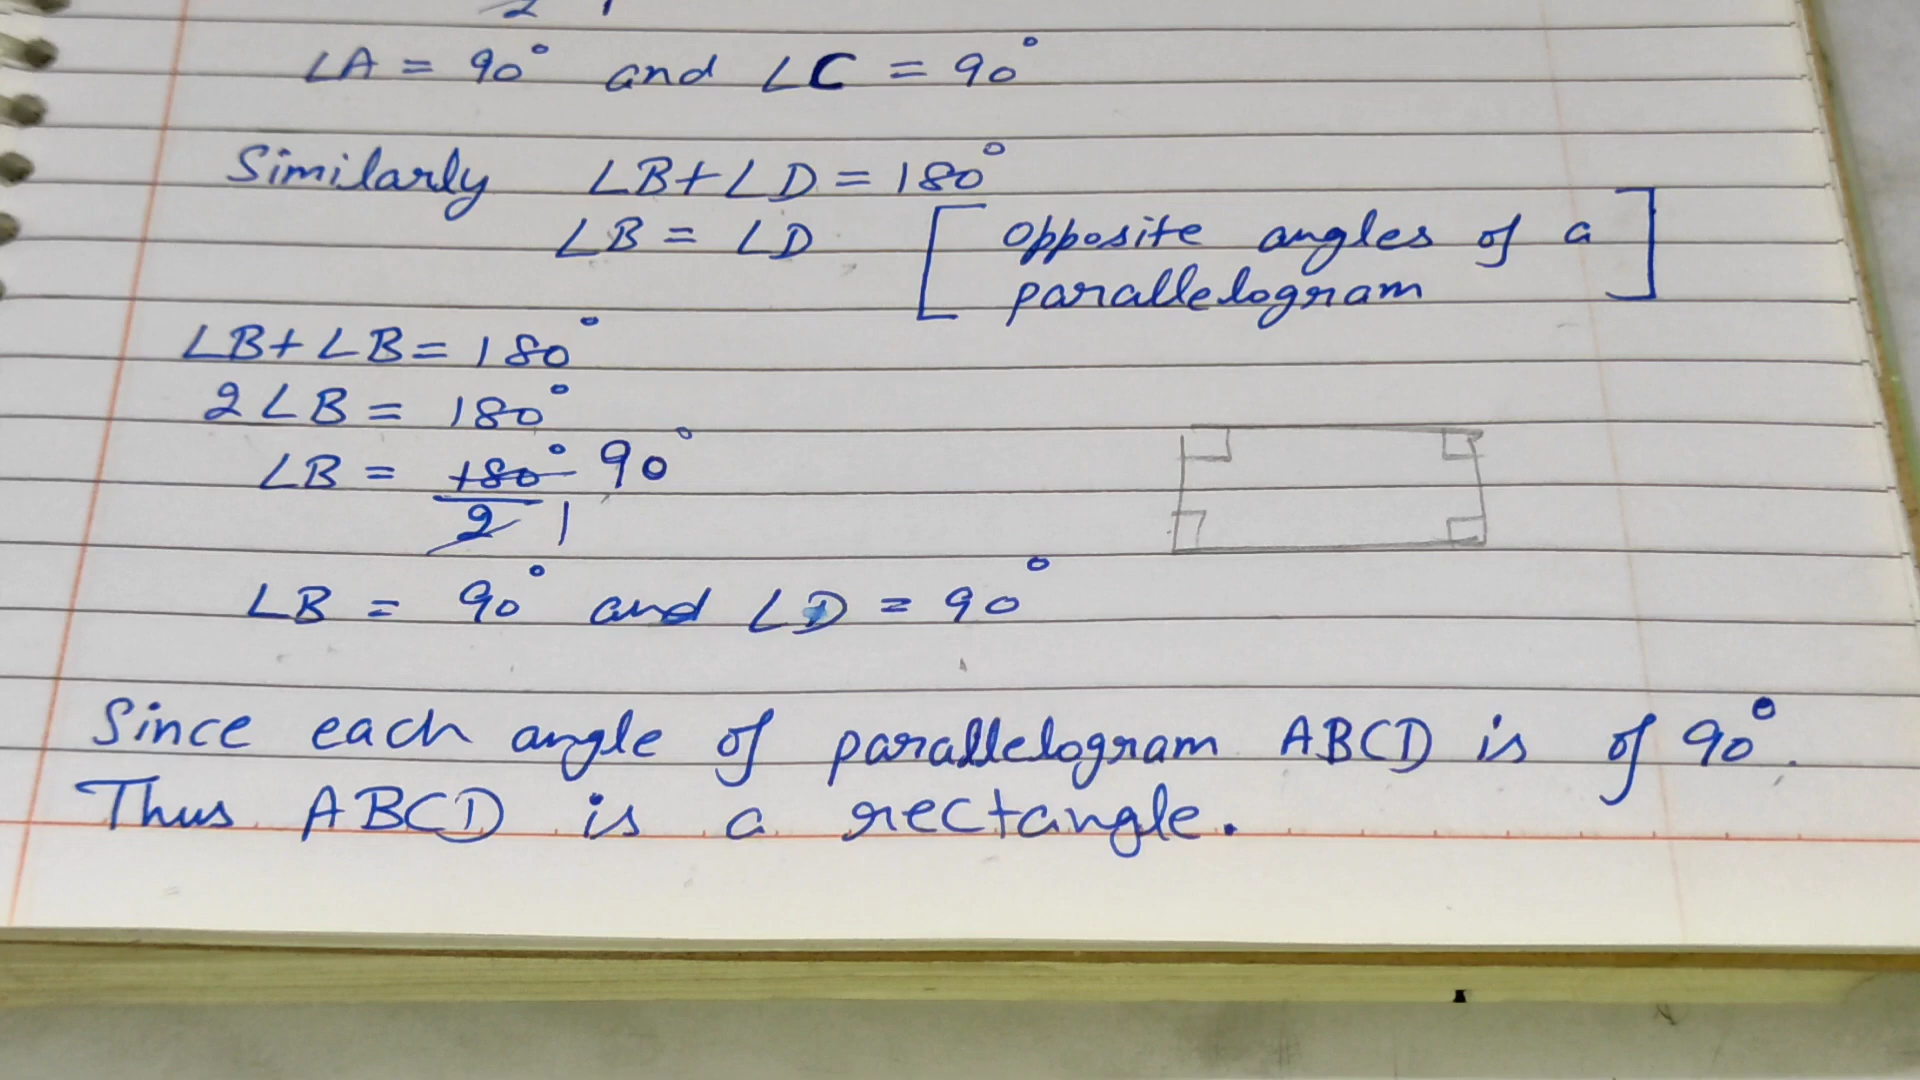 ∠A = 90° and ∠C = 90°
Similarly ∠B + ∠D = 180°
∠B = ∠D [opposite angles of a
parallelogram]
∠B + ∠B = 180°
2∠B = 180°
∠B = 180° 90°
2 1
∠B = 90° and ∠D = 90°
Since each angle of parallelogram ABCD is of 90°.
Thus ABCD is a rectangle.